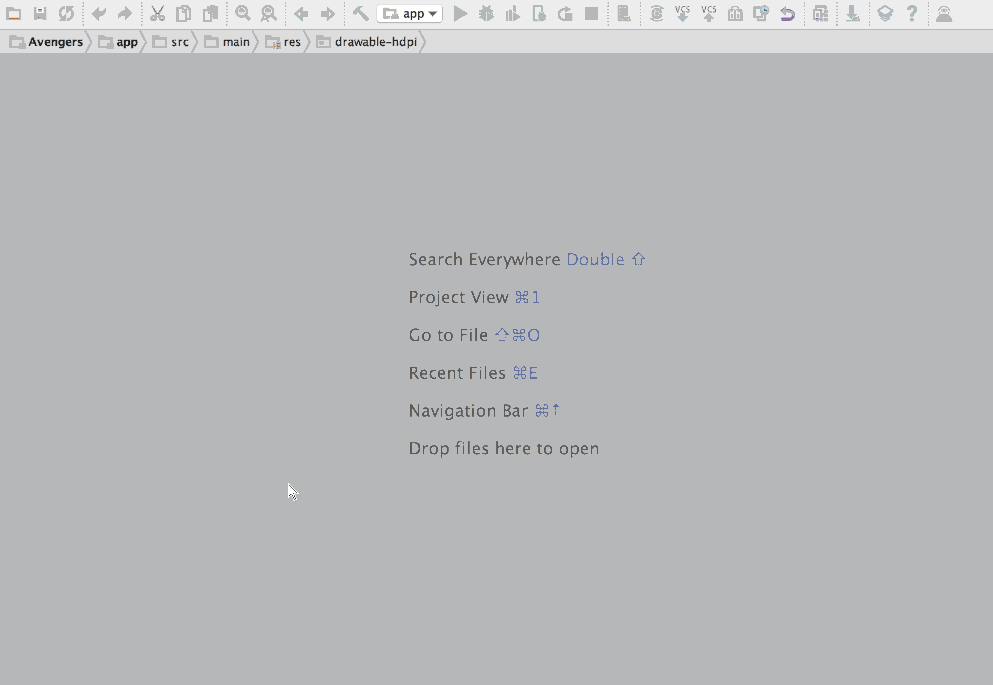 app
VCS VCS
Avengers app src main res drawable-hdpi
Search Everywhere Double ⇧
Project View ⌘1
Go to File ⇧⌘O
Recent Files ⌘E
Navigation Bar ⌘↑
Drop files here to open